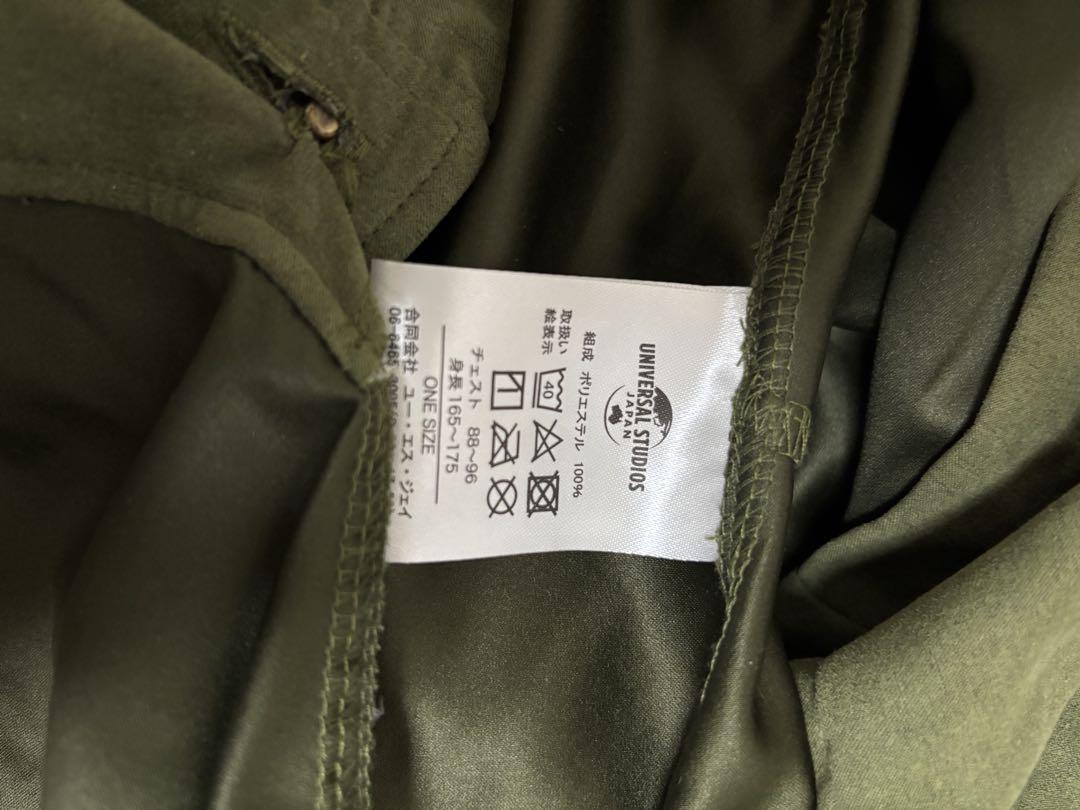 UNIVERSAL STUDIOS
JAPAN
組成 ポリエステル 100%
取扱い
絵表示
40
チェスト 88~96
身長 165~175
ONE SIZE
合同会社 ユー・エス・ジェイ